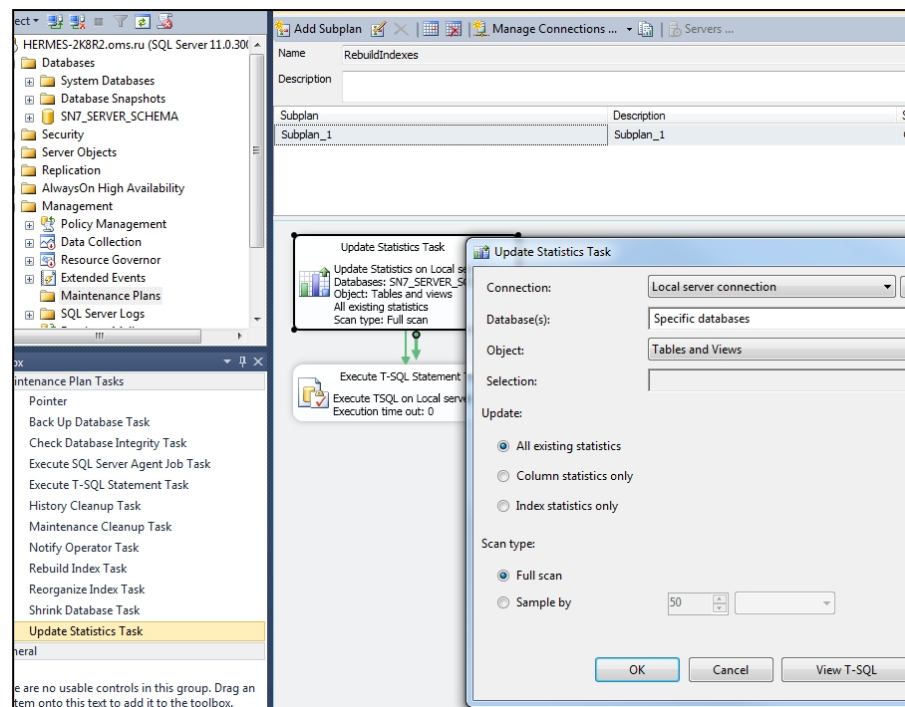 ect
HERMES-2K8R2.oms.ru (SQL Server 11.0.300
Databases
System Databases
Database Snapshots
SN7_SERVER_SCHEMA
Security
Server Objects
Replication
AlwaysOn High Availability
Management
Policy Management
Data Collection
Resource Governor
Extended Events
Maintenance Plans
SQL Server Logs
ox
intenance Plan Tasks
Pointer
Back Up Database Task
Check Database Integrity Task
Execute SQL Server Agent Job Task
Execute T-SQL Statement Task
History Cleanup Task
Maintenance Cleanup Task
Notify Operator Task
Rebuild Index Task
Reorganize Index Task
Shrink Database Task
Update Statistics Task
neral
e are no usable controls in this group. Drag an
tem onto this text to add it to the toolbox.
Add Subplan
Manage Connections ...
Servers ...
Name
RebuildIndexes
Description
Subplan
Description
S
Subplan_1
Subplan_1
Update Statistics Task
Update Statistics on Local se
Databases: SN7_SERVER_S
Object: Tables and views
All existing statistics
Scan type: Full scan
Execute T-SQL Statement
Execute TSQL on Local serve
Execution time out: 0
Update Statistics Task
Connection:
Local server connection
Database(s):
Specific databases
Object:
Tables and Views
Selection:
Update:
All existing statistics
Column statistics only
Index statistics only
Scan type:
Full scan
Sample by
50
OK
Cancel
View T-SQL